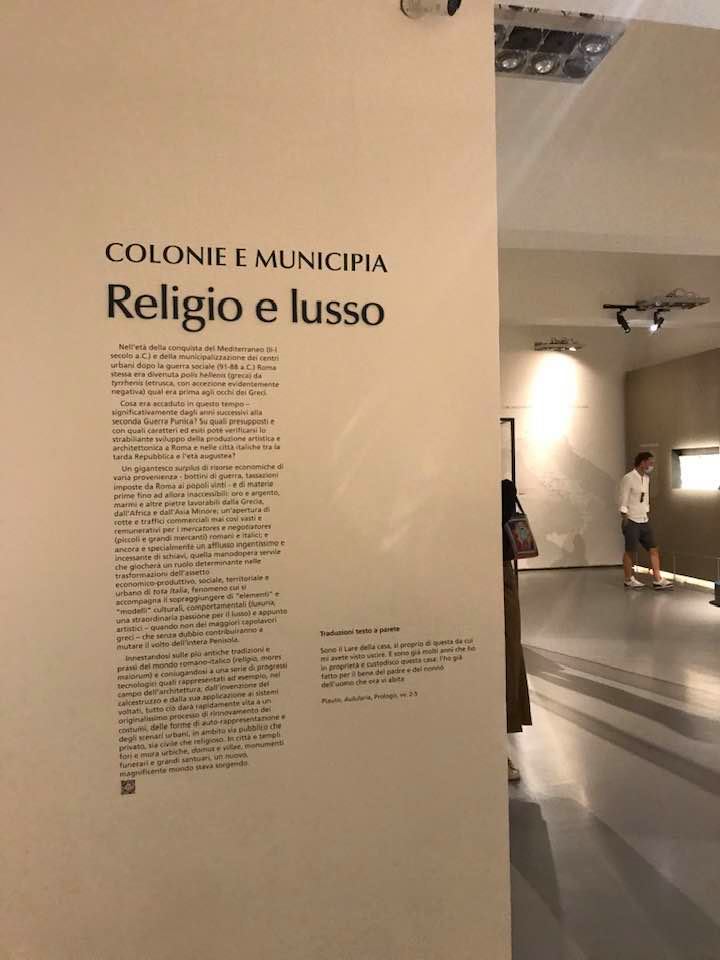 COLONIE E MUNICIPIA
Religio e lusso
Nell'età della conquista del Mediterraneo (II-I
secolo a.C.) e della municipalizzazione dei centri
urbani dopo la guerra sociale (91-88 a.C.) Roma
stessa era divenuta polis hellenis (greca) da
tyrrhenis (etrusca, con accezione evidentemente
negativa) qual era prima agli occhi dei Greci.
Cosa era accaduto in questo tempo –
significativamente dagli anni successivi alla
seconda Guerra Punica? Su quali presupposti e
con quali caratteri ed esiti poté verificarsi lo
strabiliante sviluppo della produzione artistica e
architettonica a Roma e nelle città italiche tra la
tarda Repubblica e l'età augustea?
Un gigantesco surplus di risorse economiche di
varia provenienza - bottini di guerra, tassazioni
imposte da Roma ai popoli vinti - e di materie
prime fino ad allora inaccessibili: oro e argento,
marmi e altre pietre lavorabili dalla Grecia,
dall'Africa e dall'Asia Minore; un'apertura di
rotte e traffici commerciali mai così vasti e
remunerativi per i mercatores e negotiatores
(piccoli e grandi mercanti) romani e italici; e
ancora e specialmente un afflusso ingentissimo e
incessante di schiavi, quella manodopera servile
che giocherà un ruolo determinante nelle
trasformazioni dell'assetto
economico-produttivo, sociale, territoriale e
urbano di tota Italia, fenomeno cui si
accompagna il sopraggiungere di "elementi" e
"modelli" culturali, comportamentali (luxuria,
una straordinaria passione per il lusso) e appunto
artistici – quando non dei maggiori capolavori
greci – che senza dubbio contribuiranno a
mutare il volto dell'intera Penisola.
Innestandosi sulle più antiche tradizioni e
prassi del mondo romano-italico (religio, mores
maiorum) e coniugandosi a una serie di progressi
tecnologici quali rappresentati ad esempio, nel
campo dell'architettura, dall'invenzione del
calcestruzzo e dalla sua applicazione ai sistemi
voltati, tutto ciò darà rapidamente vita a un
originalissimo processo di rinnovamento dei
costumi, delle forme di auto-rappresentazione e
degli scenari urbani, in ambito sia pubblico che
privato, sia civile che religioso. In città e templi,
fori e mura urbiche, domus e villae, monumenti
funerari e grandi santuari, un nuovo,
magnificente mondo stava sorgendo.
Traduzioni testo a parete
Sono il Lare della casa, sì proprio di questa da cui
mi avete visto uscire. E sono già molti anni che ho
in proprietà e custodisco questa casa: l'ho già
fatto per il bene del padre e del nonno
dell'uomo che ora vi abita
Plauto, Aulularia, Prologo, vv. 2-5